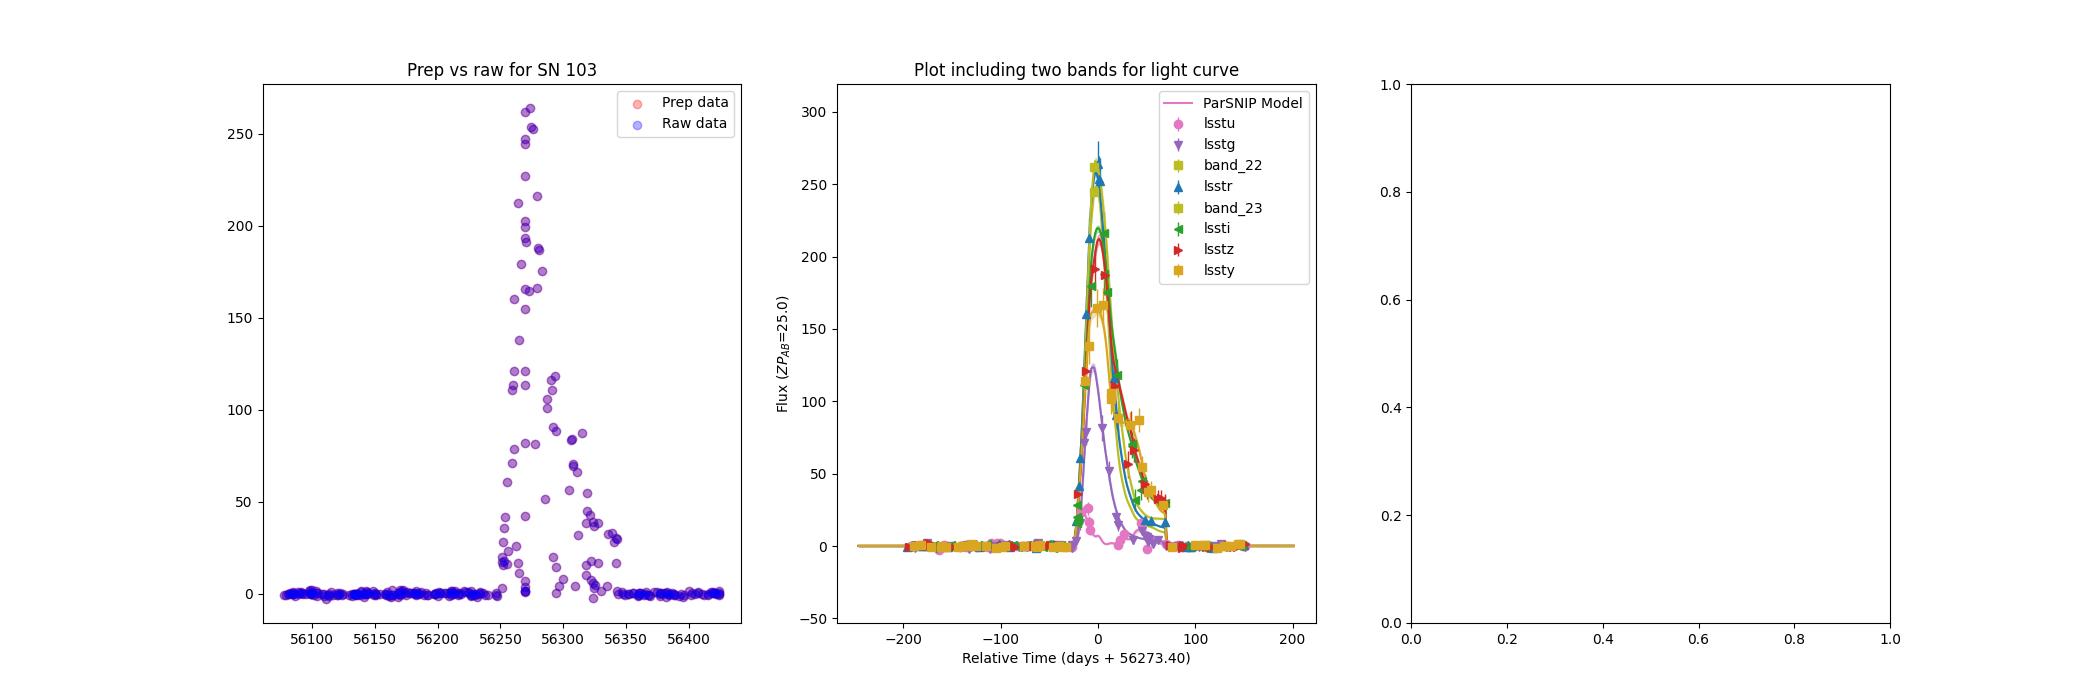 Prep vs raw for SN 103
Prep data
Raw data
250
200
150
100
50
0
56100 56150 56200 56250 56300 56350 56400
Plot including two bands for light curve
ParSNIP Model
lsstu
lsstg
band_22
lsstr
band_23
lssti
lsstz
lssty
Flux (ZP_AB=25.0)
300
250
200
150
100
50
0
−50
−200 −100 0 100 200
Relative Time (days + 56273.40)
1.0
0.8
0.6
0.4
0.2
0.0
0.0 0.2 0.4 0.6 0.8 1.0